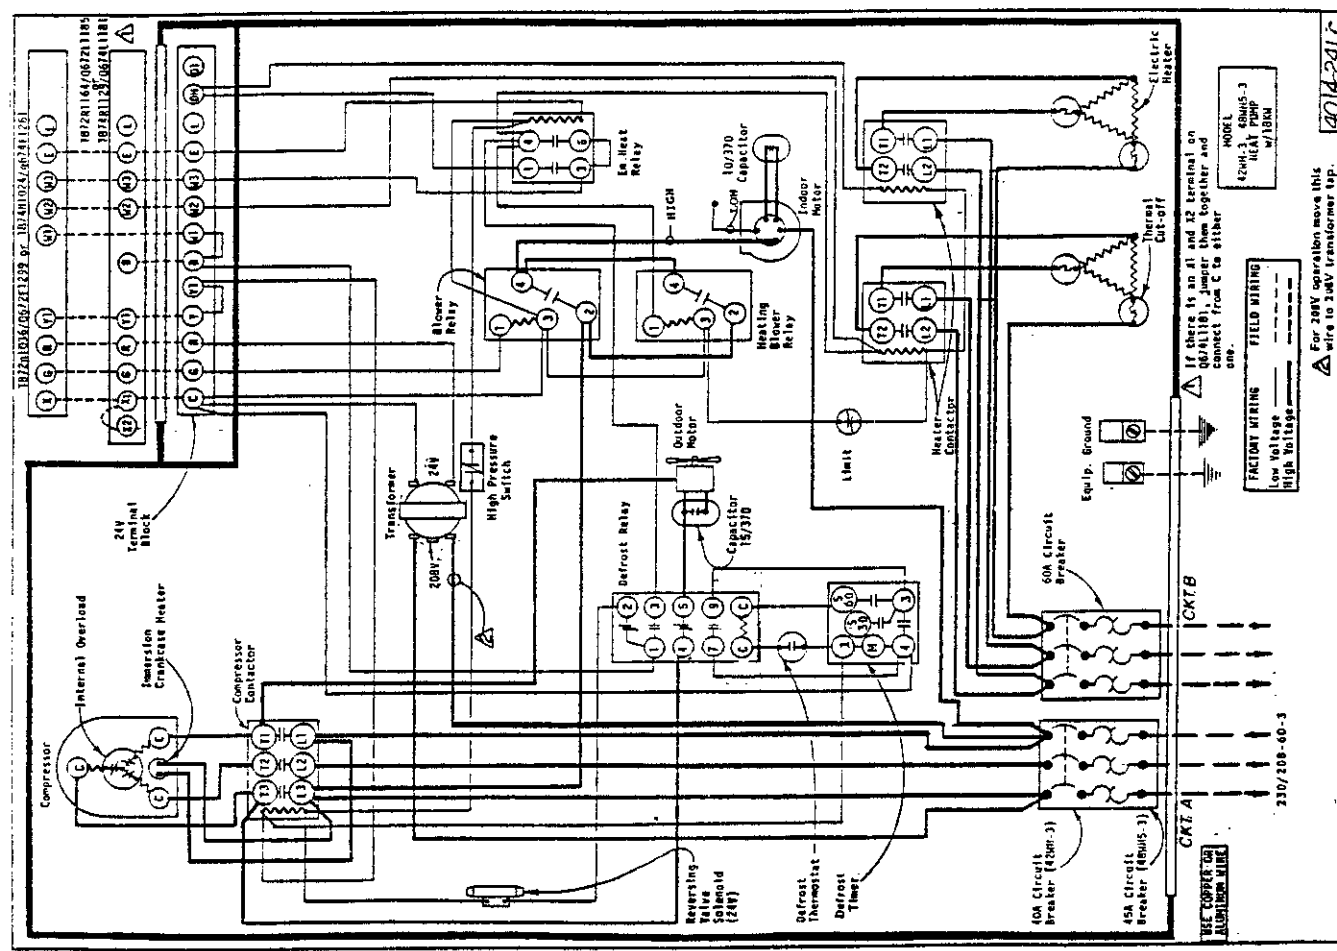 24V
Terminal
Block
Compressor
Internal Overload
Immersion
Crankcase Heater
Compressor
Contactor
Transformer
24V
208V
High Pressure
Switch
Blower
Relay
Heating
Blower
Relay
Em. Heat
Relay
HIGH
LOW
10/370
Capacitor
Indoor
Motor
Defrost Relay
Outdoor
Motor
Capacitor
15/370
Limit
Heater
Contactor
Electric
Heater
Thermal
Cut-off
Reversing
Valve
Solenoid
(24V)
Defrost
Thermostat
Defrost
Timer
Equip. Ground
60A Circuit
Breaker
40A Circuit
Breaker (42WH-3)
45A Circuit
Breaker (48WH5-3)
CKT. A
CKT. B
230/208-60-3
USE COPPER OR
ALUMINUM WIRE
FACTORY WIRING FIELD WIRING
Low Voltage
High Voltage
If there is an X1 and X2 terminal on
Q674L1181, jumper them together and
connect from C to either
one.
MODEL
42WH-3, 48WH5-3
HEAT PUMP
W/18KW
For 208V operation move this
wire to 208V transformer tap.